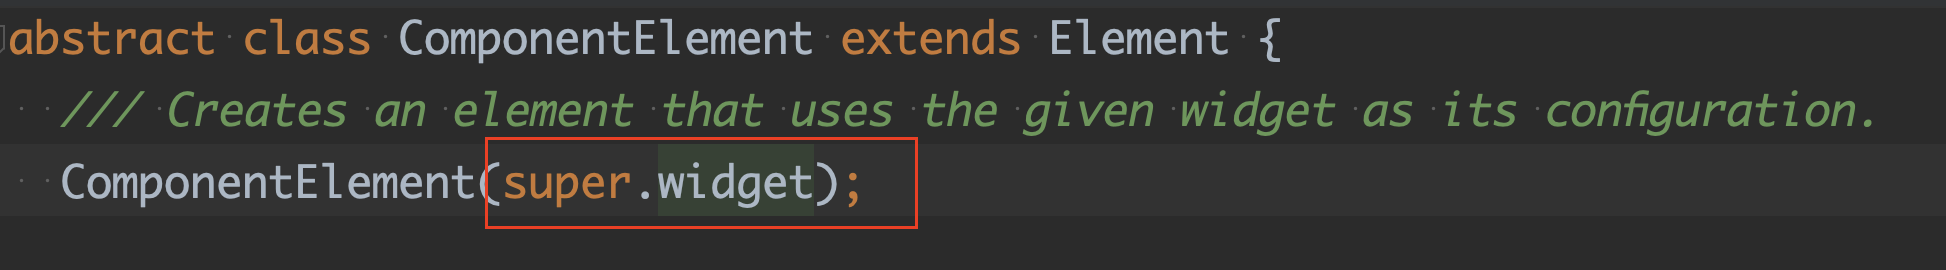 abstract class ComponentElement extends Element {
/// Creates an element that uses the given widget as its configuration.
ComponentElement(super.widget);